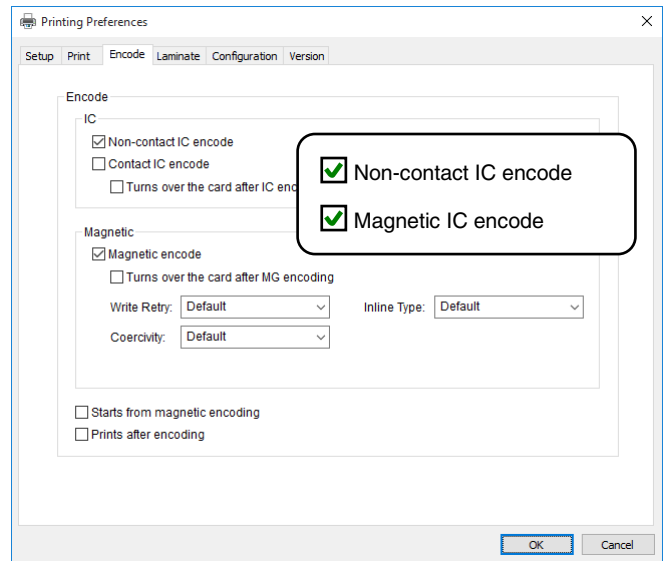 Printing Preferences
Setup Print Encode Laminate Configuration Version
Encode
IC
Non-contact IC encode
Contact IC encode
Turns over the card after IC
Non-contact IC encode
Magnetic IC encode
Magnetic
Magnetic encode
Turns over the card after MG encoding
Write Retry: Default Inline Type: Default
Coercivity: Default
Starts from magnetic encoding
Prints after encoding
OK Cancel